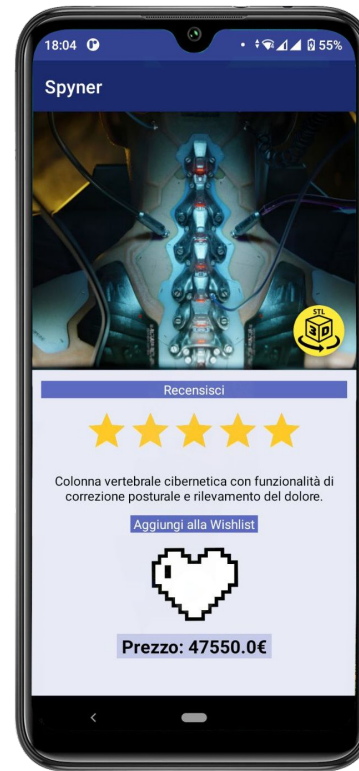 18:04
55%
Spyner
STL
3D
Recensisci
Colonna vertebrale cibernetica con funzionalità di
correzione posturale e rilevamento del dolore.
Aggiungi alla Wishlist
Prezzo: 47550.0€